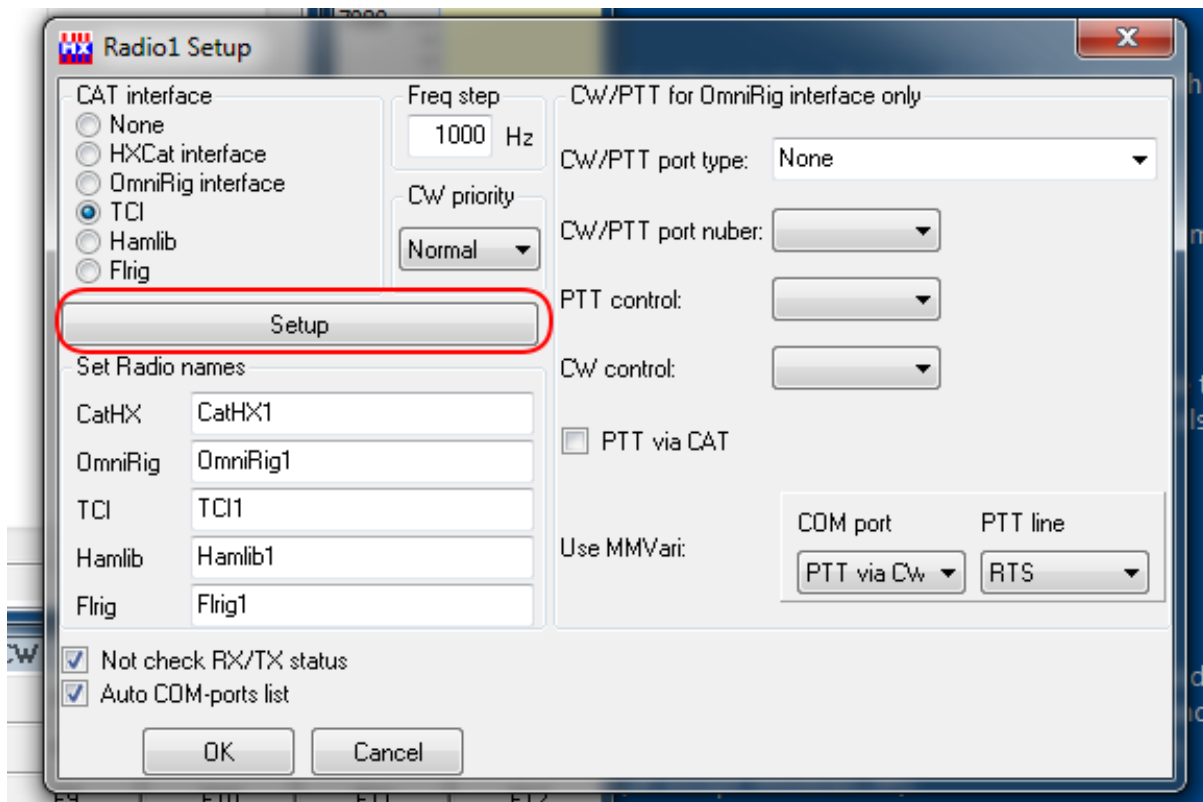 Radio1 Setup
CAT interface
None
HXCat interface
OmniRig interface
TCI
Hamlib
Flrig
Freq step
1000 Hz
CW priority
Normal
Setup
Set Radio names
CatHX CatHX1
OmniRig OmniRig1
TCI TCI1
Hamlib Hamlib1
Flrig Flrig1
Not check RX/TX status
Auto COM-ports list
OK Cancel
CW/PTT for OmniRig interface only
CW/PTT port type: None
CW/PTT port nuber:
PTT control:
CW control:
PTT via CAT
Use MMVari:
COM port PTT line
PTT via CW RTS
CW